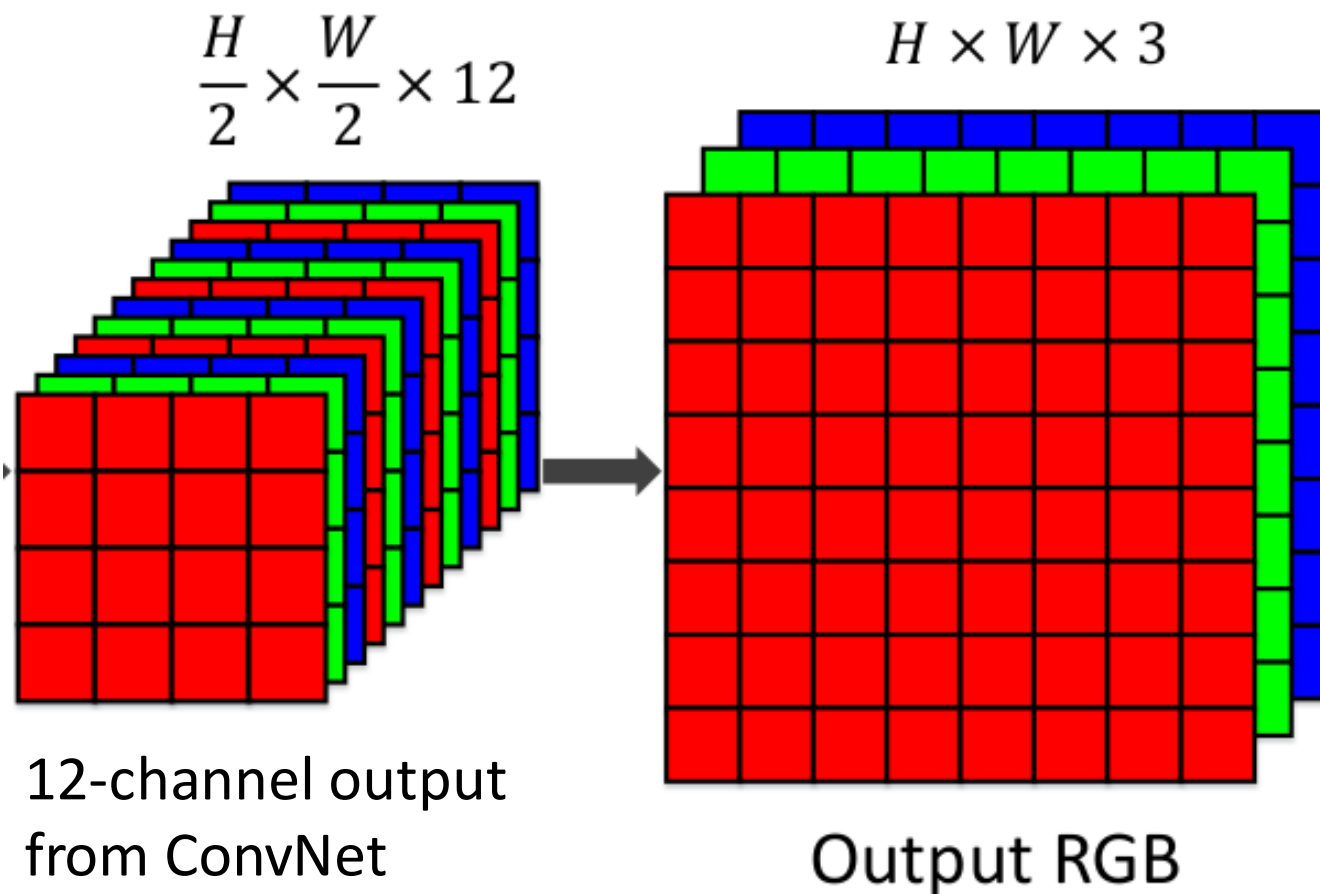 H/2 × W/2 × 12
H × W × 3
12-channel output
from ConvNet
Output RGB